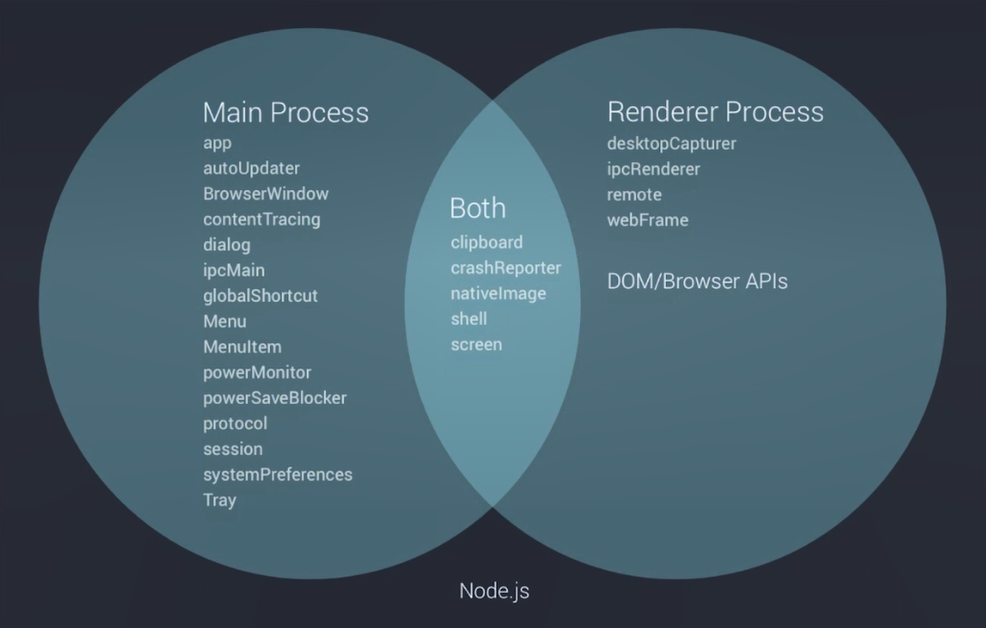 Main Process
app
autoUpdater
BrowserWindow
contentTracing
dialog
ipcMain
globalShortcut
Menu
MenuItem
powerMonitor
powerSaveBlocker
protocol
session
systemPreferences
Tray
Both
clipboard
crashReporter
nativeImage
shell
screen
Renderer Process
desktopCapturer
ipcRenderer
remote
webFrame
DOM/Browser APIs
Node.js